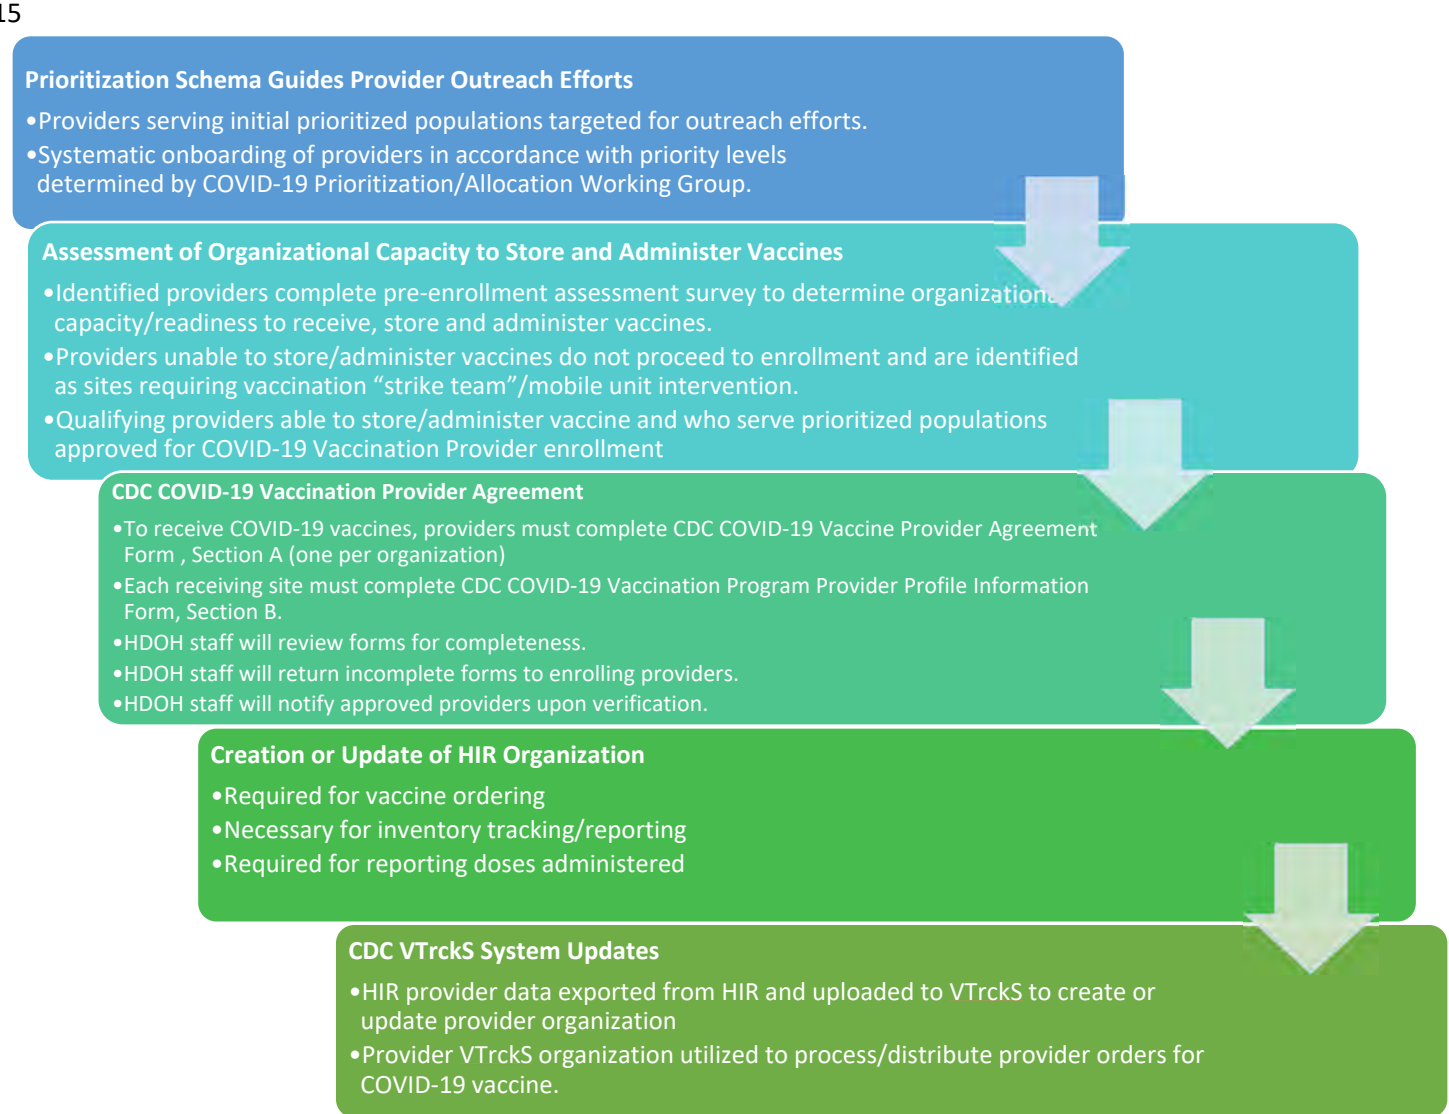 15
Prioritization Schema Guides Provider Outreach Efforts
•Providers serving initial prioritized populations targeted for outreach efforts.
•Systematic onboarding of providers in accordance with priority levels
determined by COVID-19 Prioritization/Allocation Working Group.
Assessment of Organizational Capacity to Store and Administer Vaccines
•Identified providers complete pre-enrollment assessment survey to determine organizational
capacity/readiness to receive, store and administer vaccines.
•Providers unable to store/administer vaccines do not proceed to enrollment and are identified
as sites requiring vaccination “strike team”/mobile unit intervention.
•Qualifying providers able to store/administer vaccine and who serve prioritized populations
approved for COVID-19 Vaccination Provider enrollment
CDC COVID-19 Vaccination Provider Agreement
•To receive COVID-19 vaccines, providers must complete CDC COVID-19 Vaccine Provider Agreement
Form , Section A (one per organization)
•Each receiving site must complete CDC COVID-19 Vaccination Program Provider Profile Information
Form, Section B.
•HDOH staff will review forms for completeness.
•HDOH staff will return incomplete forms to enrolling providers.
•HDOH staff will notify approved providers upon verification.
Creation or Update of HIR Organization
•Required for vaccine ordering
•Necessary for inventory tracking/reporting
•Required for reporting doses administered
CDC VTrckS System Updates
•HIR provider data exported from HIR and uploaded to VTrckS to create or
update provider organization
•Provider VTrckS organization utilized to process/distribute provider orders for
COVID-19 vaccine.